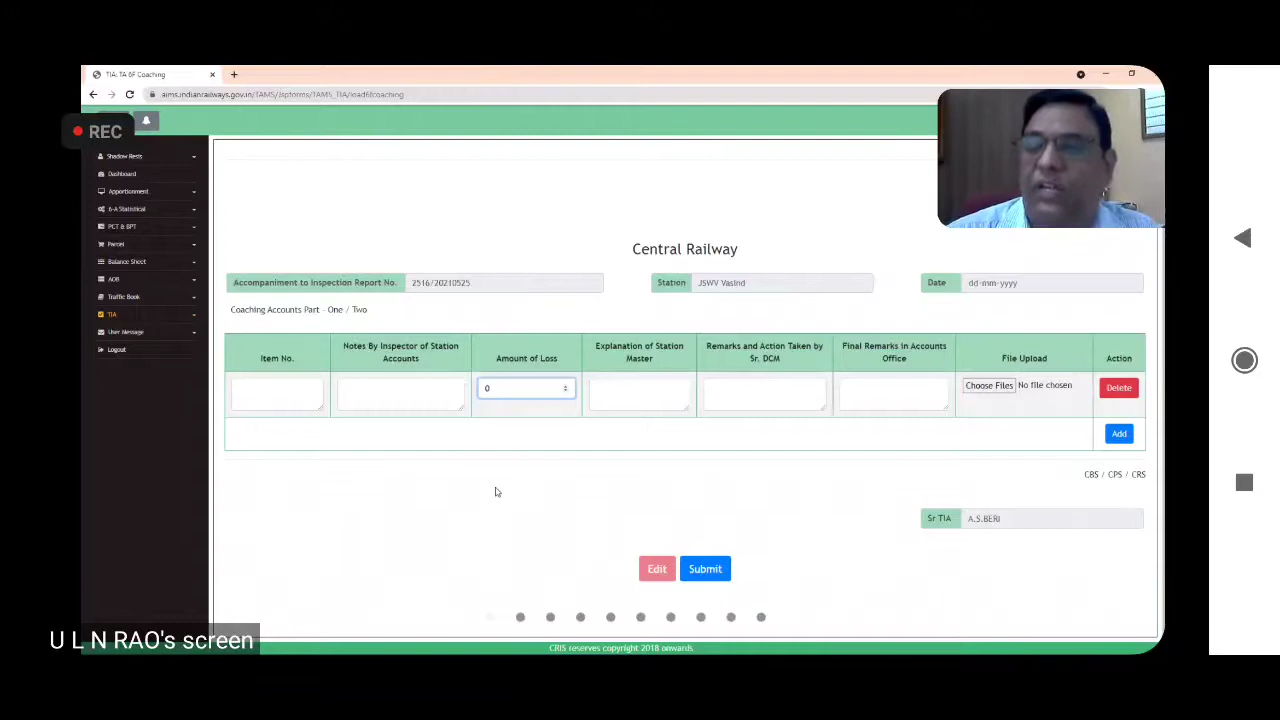 TIA: TA 6F Coaching
aims.indianrailways.gov.in/TAMS/Jspforms/TAMS_TIA/load6fcoaching
REC
Shadow Rests
Dashboard
Apportionment
6-A Statistical
PCT & BPT
Parcel
Balance Sheet
AOB
Traffic Book
TIA
User Message
Logout
Central Railway
Accompaniment to Inspection Report No. 2516/20210525 Station JSWV Vasind Date dd-mm-yyyy
Coaching Accounts Part - One / Two
Item No. Notes By Inspector of Station Accounts Amount of Loss Explanation of Station Master Remarks and Action Taken by Sr. DCM Final Remarks in Accounts Office File Upload Action
0 Choose Files No file chosen Delete
Add
CBS / CPS / CRS
Sr TIA A.S.BERI
Edit Submit
U L N RAO's screen
CRIS reserves copyright 2018 onwards